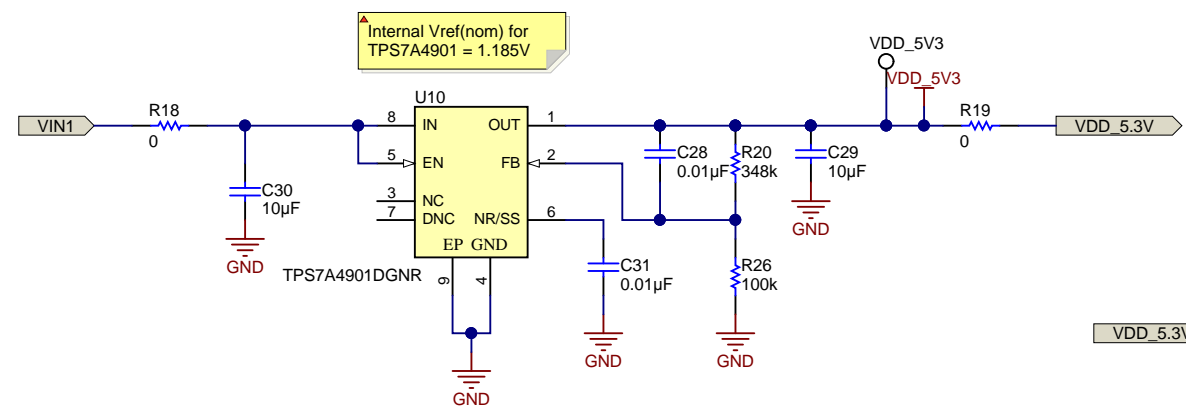 Internal Vref(nom) for
TPS7A4901 = 1.185V
VDD_5V3
VDD_5V3
U10
R18
R19
VIN1
8
IN
OUT
1
VDD_5.3V
0
0
5
EN
FB
2
C28
0.01µF
R20
348k
C29
10µF
C30
10µF
3
NC
7
DNC
NR/SS
6
GND
EP
GND
GND
TPS7A4901DGNR
9
4
C31
0.01µF
R26
100k
VDD_5.3V
GND
GND
GND